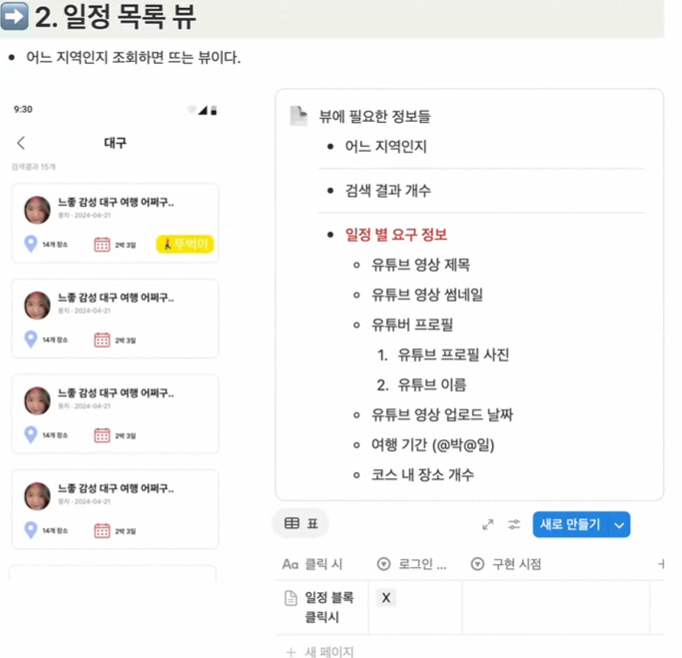 2. 일정 목록 뷰
• 어느 지역인지 조회하면 뜨는 뷰이다.
9:30
대구
검색결과 15개
느좋 감성 대구 여행 어쩌구..
뭉치 · 2024-04-21
14개 장소
2박 3일
뚜벅이
느좋 감성 대구 여행 어쩌구..
뭉치 · 2024-04-21
14개 장소
2박 3일
느좋 감성 대구 여행 어쩌구..
뭉치 · 2024-04-21
14개 장소
2박 3일
느좋 감성 대구 여행 어쩌구..
뭉치 · 2024-04-21
14개 장소
2박 3일
뷰에 필요한 정보들
• 어느 지역인지
• 검색 결과 개수
• 일정 별 요구 정보
◦ 유튜브 영상 제목
◦ 유튜브 영상 썸네일
◦ 유튜버 프로필
1. 유튜브 프로필 사진
2. 유튜브 이름
◦ 유튜브 영상 업로드 날짜
◦ 여행 기간 (@박@일)
◦ 코스 내 장소 개수
표
새로 만들기
Aa 클릭 시
로그인 ...
구현 시점
+
일정 블록
클릭시
X
+ 새 페이지